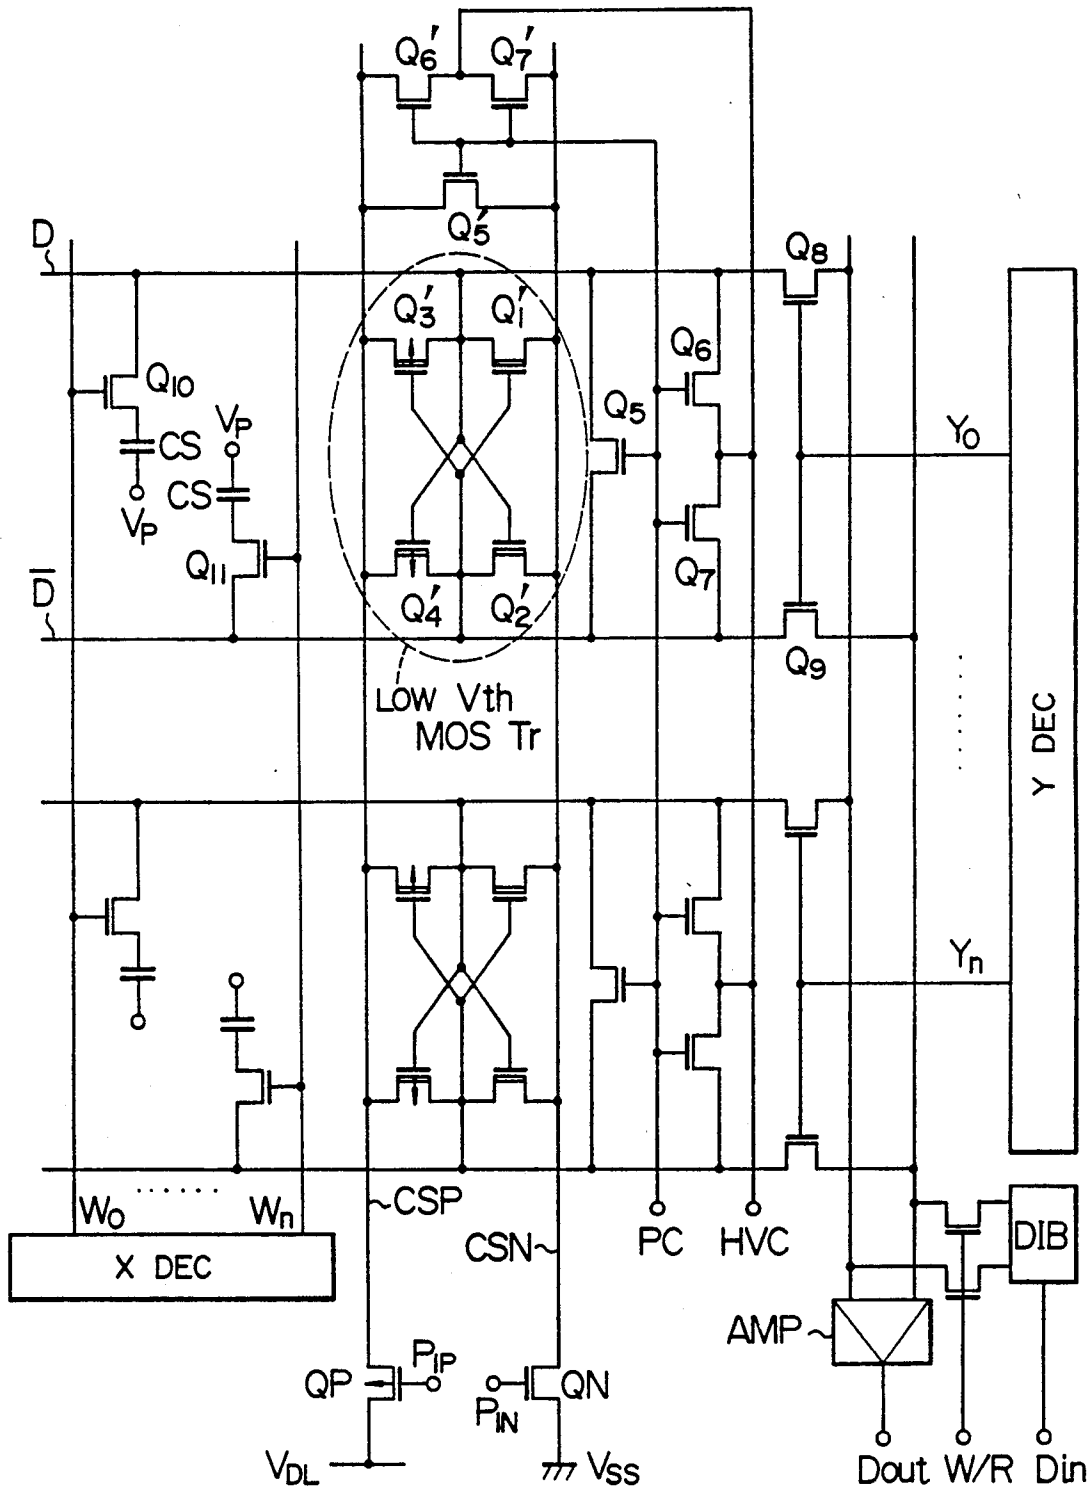 Q6' Q7'
Q5'
D Q8
Q3' Q1'
Q6
Q10 Q5
VP CS Y0
VP CS
Q11 Q7
D̅ Q4' Q2'
Q9
LOW Vth
MOS Tr
Y DEC
Yn
W0 ...... Wn CSP
CSN PC HVC DIB
X DEC
AMP
QP PIP QN
PIN
VDL VSS Dout W/R Din